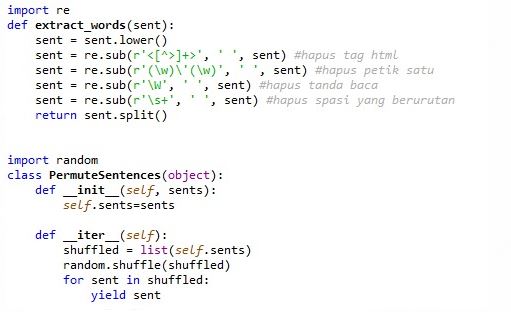 import re
def extract_words(sent):
    sent = sent.lower()
    sent = re.sub(r'<[^>]+>', ' ', sent) #hapus tag html
    sent = re.sub(r'(\w)\'(\w)', ' ', sent) #hapus petik satu
    sent = re.sub(r'\W', ' ', sent) #hapus tanda baca
    sent = re.sub(r'\s+', ' ', sent) #hapus spasi yang berurutan
    return sent.split()
import random
class PermuteSentences(object):
    def __init__(self, sents):
        self.sents=sents
    def __iter__(self):
        shuffled = list(self.sents)
        random.shuffle(shuffled)
        for sent in shuffled:
            yield sent